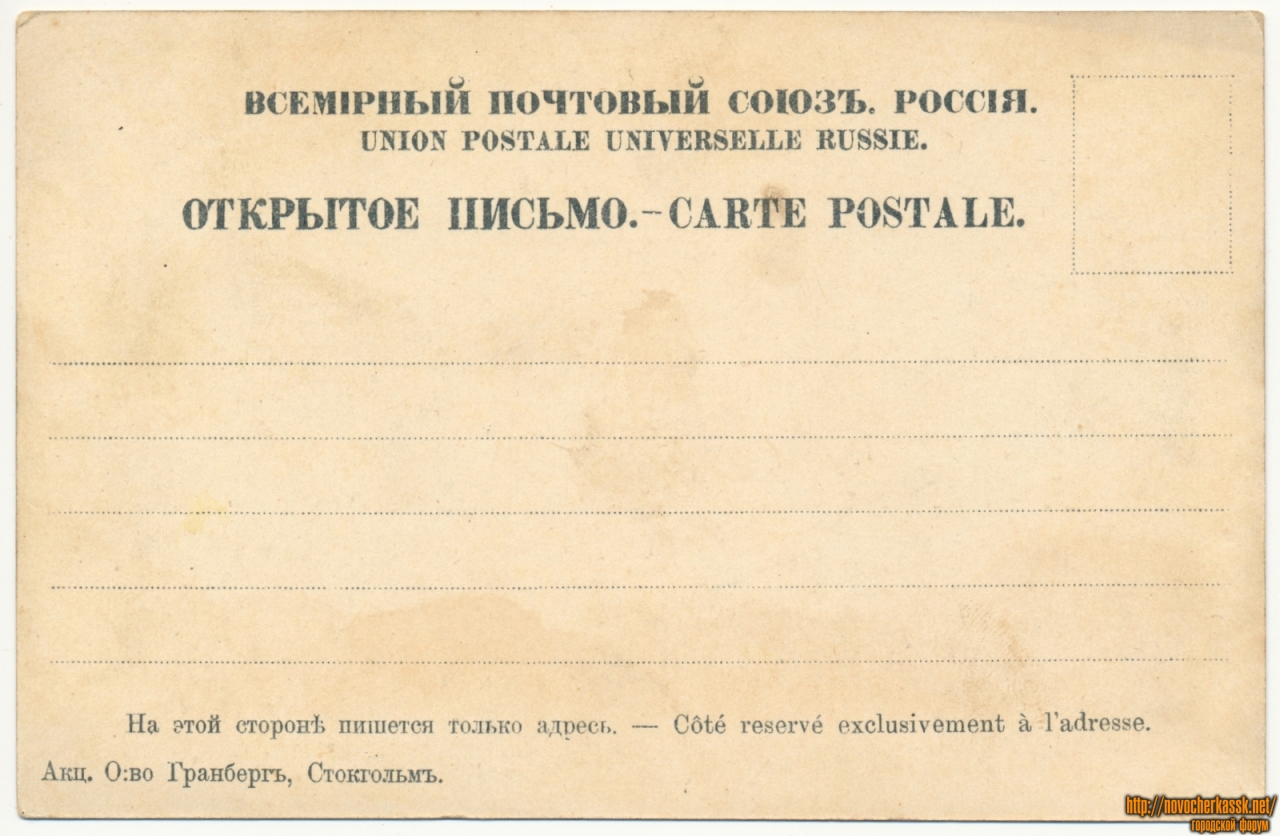 ВСЕМІРНЫЙ ПОЧТОВЫЙ СОЮЗЪ. РОССІЯ.
UNION POSTALE UNIVERSELLE RUSSIE.
ОТКРЫТОЕ ПИСЬМО.–CARTE POSTALE.
На этой сторонѣ пишется только адресъ. — Côté reservé exclusivement à l'adresse.
Акц. О:во Гранбергъ, Стокгольмъ.
http://novocherkassk.net/
городской форум